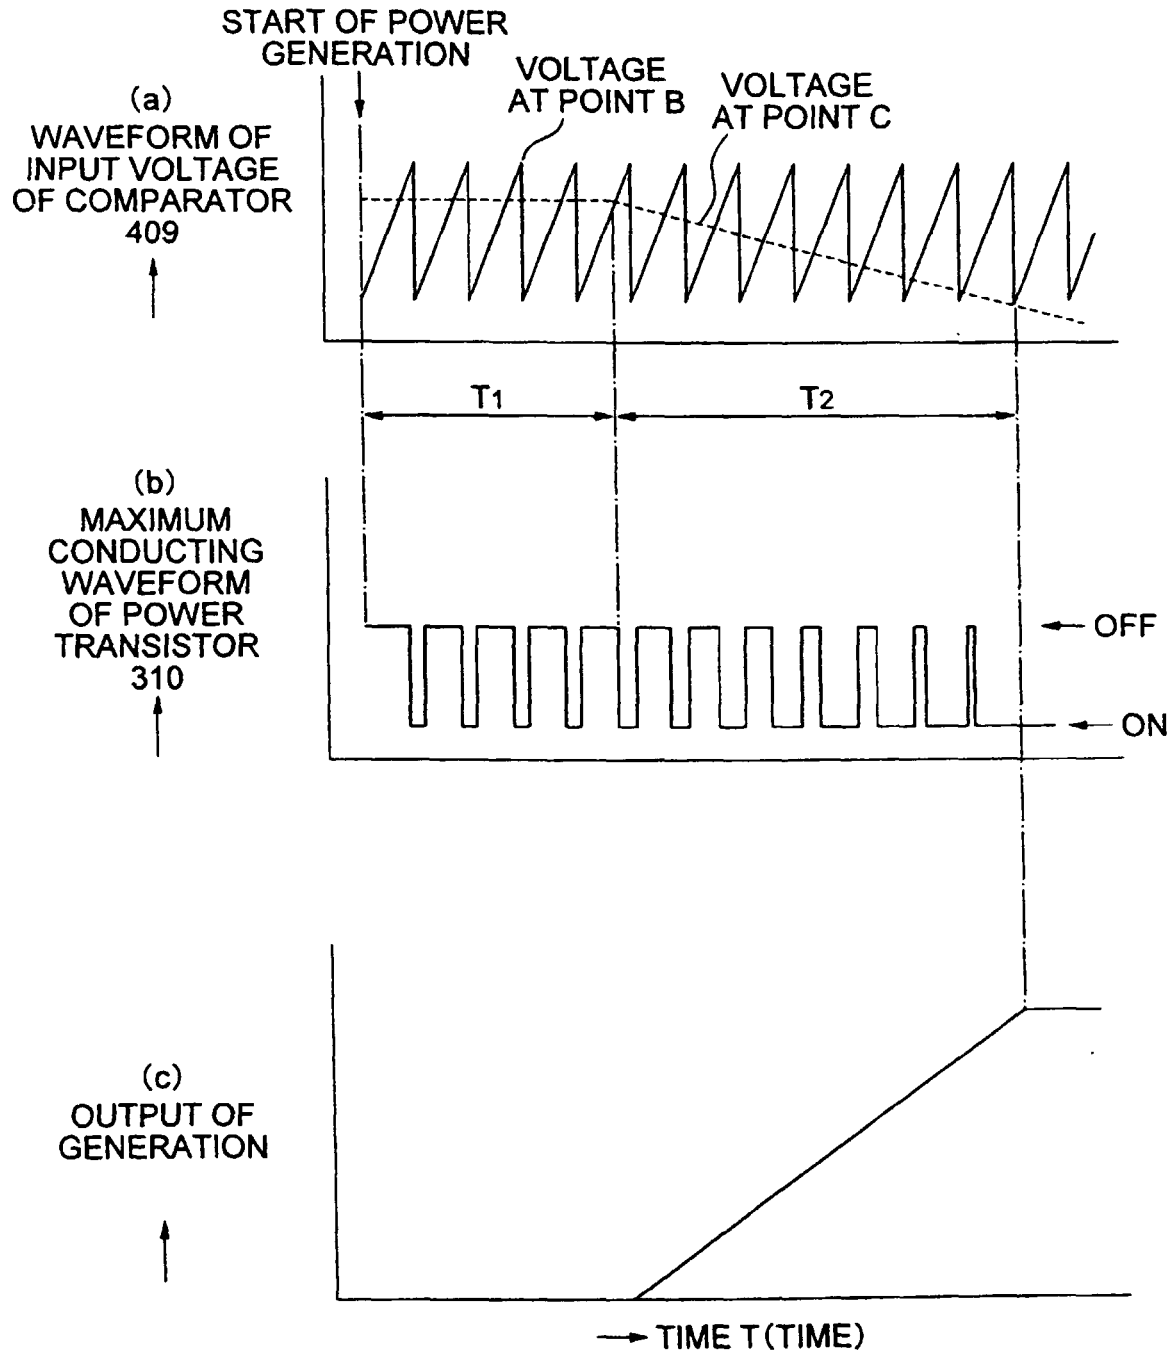 START OF POWER
GENERATION
VOLTAGE
AT POINT B
VOLTAGE
AT POINT C
(a)
WAVEFORM OF
INPUT VOLTAGE
OF COMPARATOR
409
T1
T2
(b)
MAXIMUM
CONDUCTING
WAVEFORM
OF POWER
TRANSISTOR
310
OFF
ON
(c)
OUTPUT OF
GENERATION
TIME T (TIME)